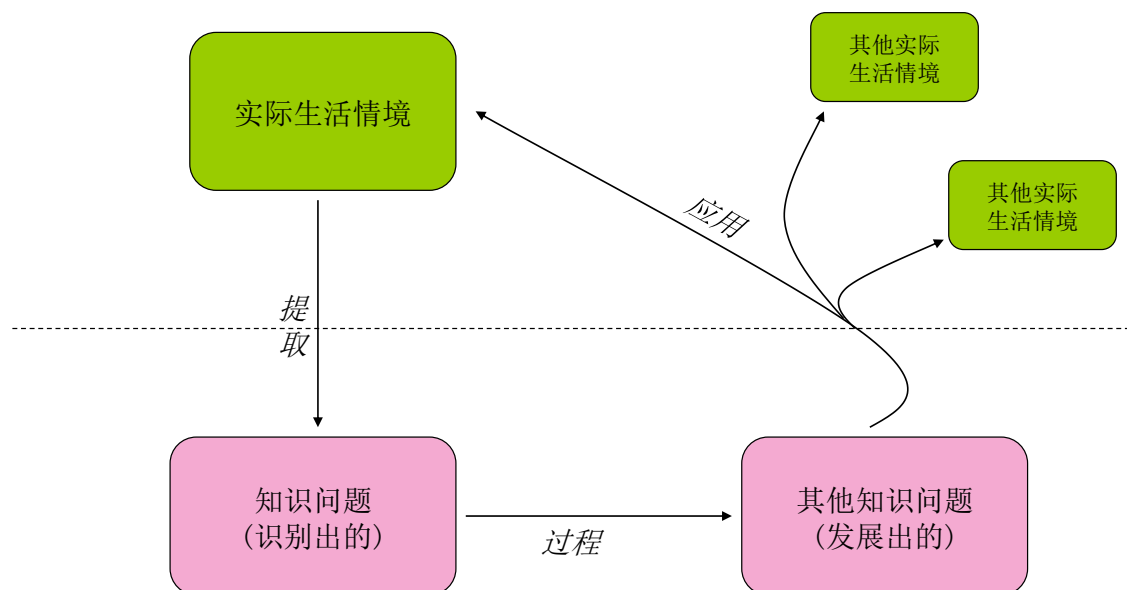 其他实际
生活情境
实际生活情境
其他实际
生活情境
应用
提
取
知识问题
(识别出的)
其他知识问题
(发展出的)
过程